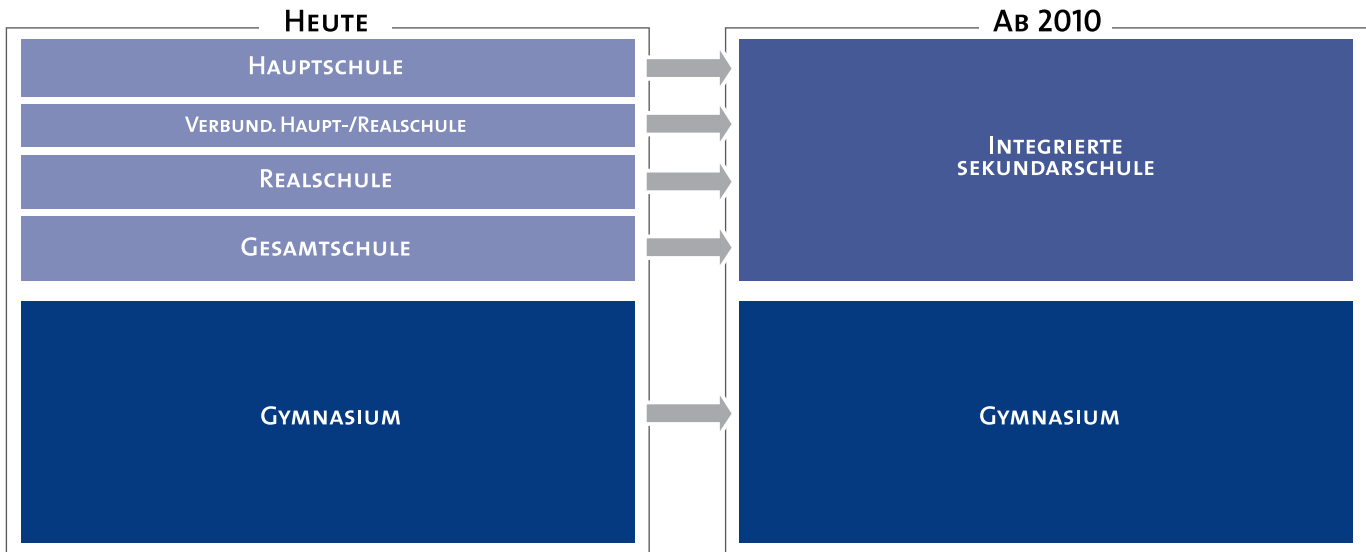 Heute
Hauptschule
Verbund. Haupt-/Realschule
Realschule
Gesamtschule
Gymnasium
Ab 2010
Integrierte
sekundarschule
Gymnasium